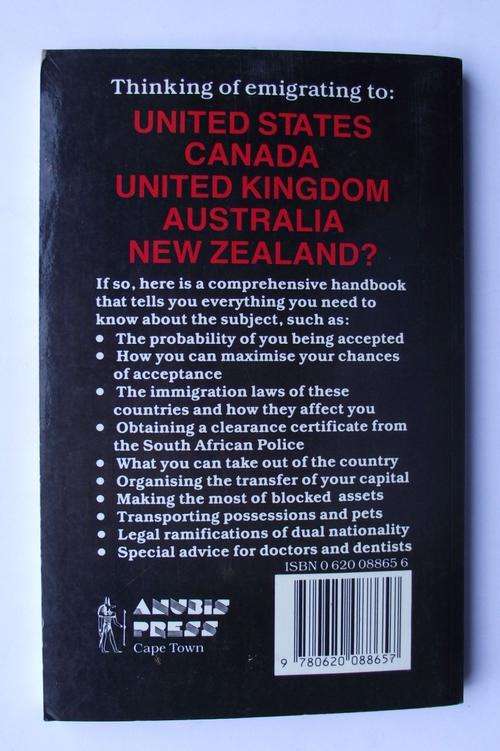 Thinking of emigrating to:
UNITED STATES
CANADA
UNITED KINGDOM
AUSTRALIA
NEW ZEALAND?
If so, here is a comprehensive handbook
that tells you everything you need to
know about the subject, such as:
• The probability of you being accepted
• How you can maximise your chances
of acceptance
• The immigration laws of these
countries and how they affect you
• Obtaining a clearance certificate from
the South African Police
• What you can take out of the country
• Organising the transfer of your capital
• Making the most of blocked assets
• Transporting possessions and pets
• Legal ramifications of dual nationality
• Special advice for doctors and dentists
ISBN 0 620 08865 6
ANUBIS
PRESS
Cape Town
9 780620 088657